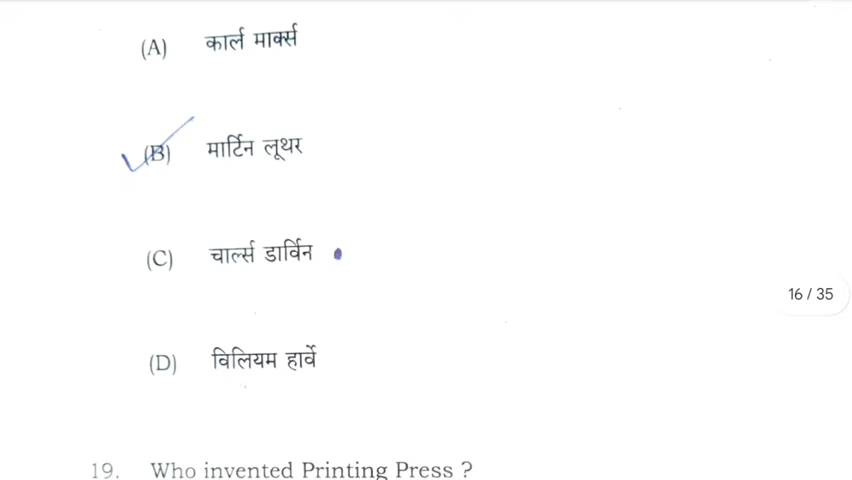 (A) कार्ल मार्क्स
(B) मार्टिन लूथर
(C) चार्ल्स डार्विन
16 / 35
(D) विलियम हार्वे
19. Who invented Printing Press ?